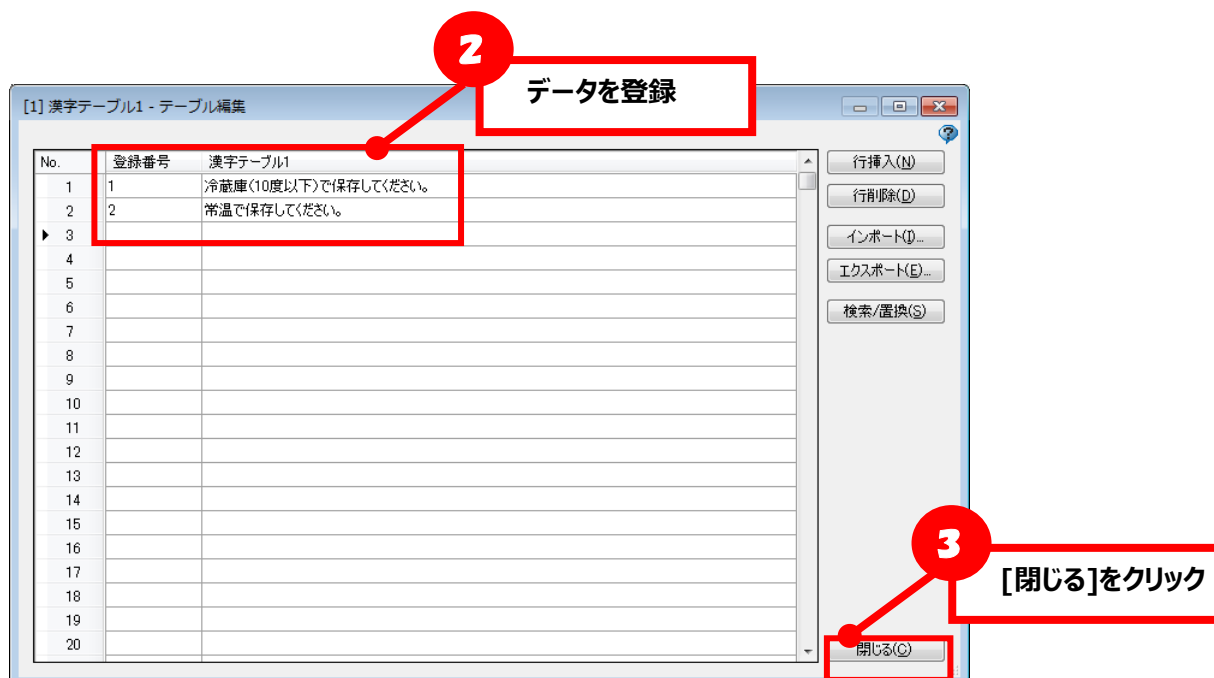 2
データを登録
[1] 漢字テーブル1 - テーブル編集
No. 登録番号 漢字テーブル1
1 1 冷蔵庫(10度以下)で保存してください。
2 2 常温で保存してください。
3
4
5
6
7
8
9
10
11
12
13
14
15
16
17
18
19
20
行挿入(N)
行削除(D)
インポート(I)...
エクスポート(E)...
検索/置換(S)
3
[閉じる]をクリック
閉じる(C)